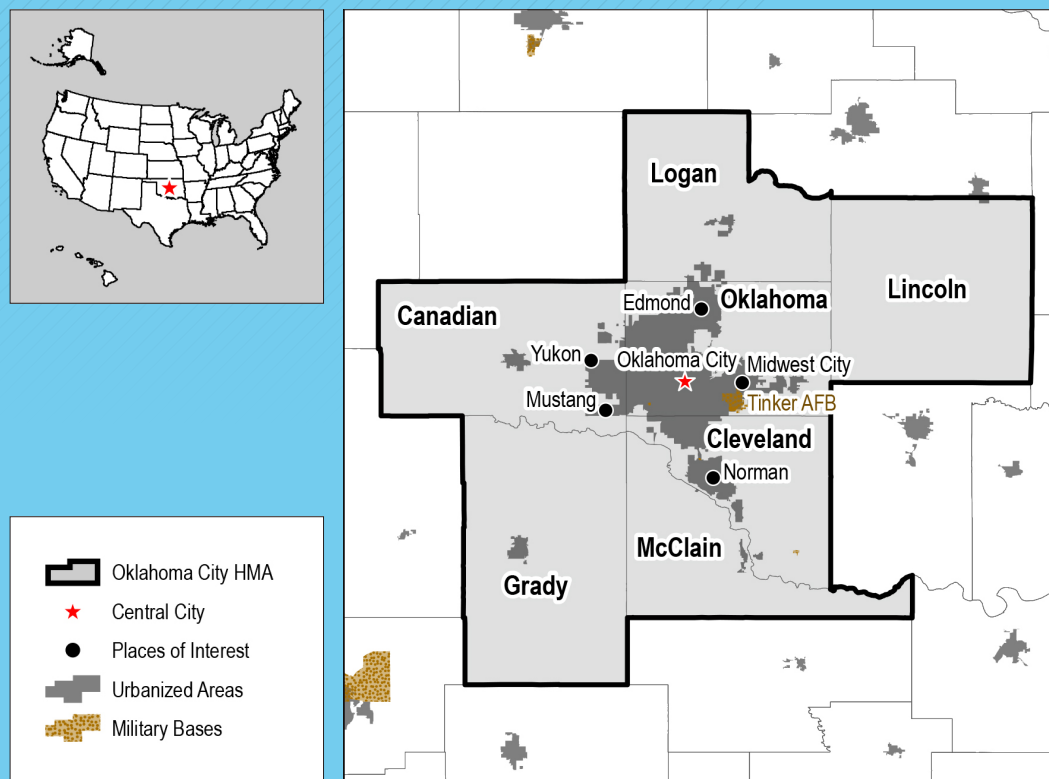 Logan
Lincoln
Edmond
Oklahoma
Canadian
Yukon
Oklahoma City
Midwest City
Mustang
Tinker AFB
Cleveland
Norman
McClain
Grady
Oklahoma City HMA
Central City
Places of Interest
Urbanized Areas
Military Bases